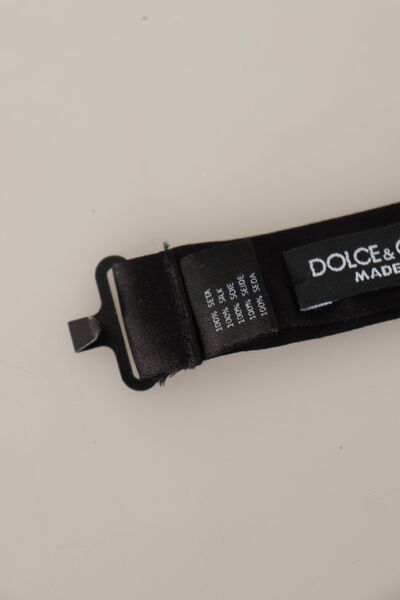 100% SETA
100% SILK
100% SOIE
100% SEIDE
100% SEDA
DOLCE &
MADE